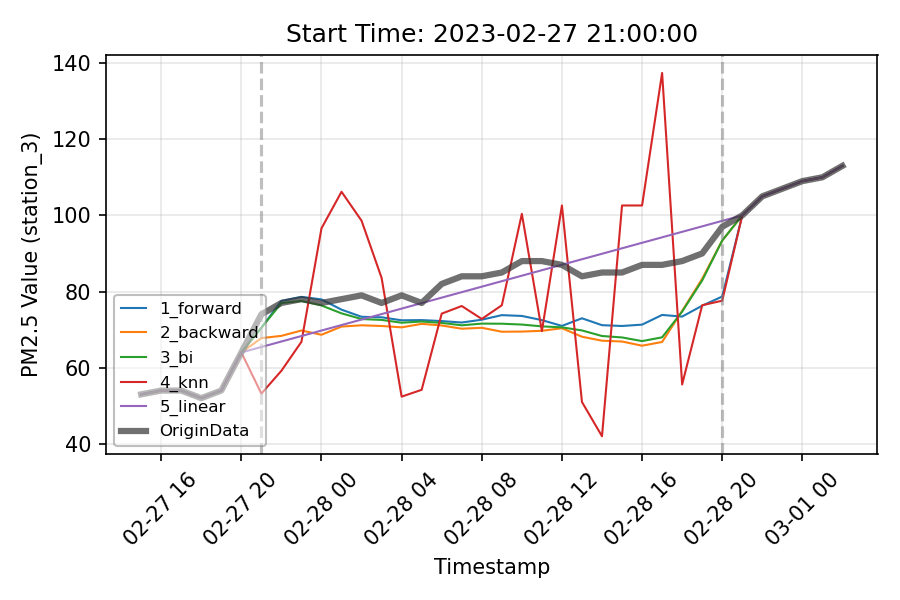 Start Time: 2023-02-27 21:00:00
PM2.5 Value (station_3)
140
120
100
80
60
40
1_forward
2_backward
3_bi
4_knn
5_linear
OriginData
02-27 16
02-27 20
02-28 00
02-28 04
02-28 08
02-28 12
02-28 16
02-28 20
03-01 00
Timestamp